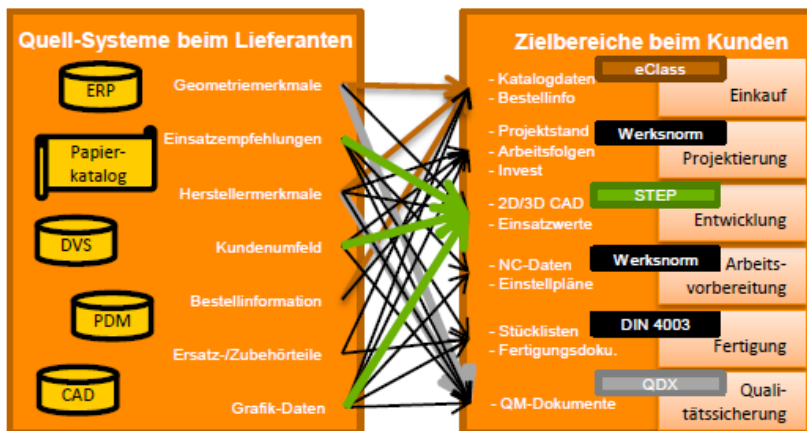 Quell-Systeme beim Lieferanten
ERP
Papier-
katalog
DVS
PDM
CAD
Geometriemerkmale
Einsatzempfehlungen
Herstellermerkmale
Kundenumfeld
Bestellinformation
Ersatz-/Zubehörteile
Grafik-Daten
Zielbereiche beim Kunden
- Katalogdaten
- Bestellinfo
eClass
Einkauf
- Projektstand
- Arbeitsfolgen
- Invest
Werksnorm
Projektierung
- 2D/3D CAD
- Einsatzwerte
STEP
Entwicklung
- NC-Daten
- Einstellpläne
Werksnorm
Arbeits-
vorbereitung
- Stücklisten
- Fertigungsdoku.
DIN 4003
Fertigung
- QM-Dokumente
QDX
Quali-
tätssicherung